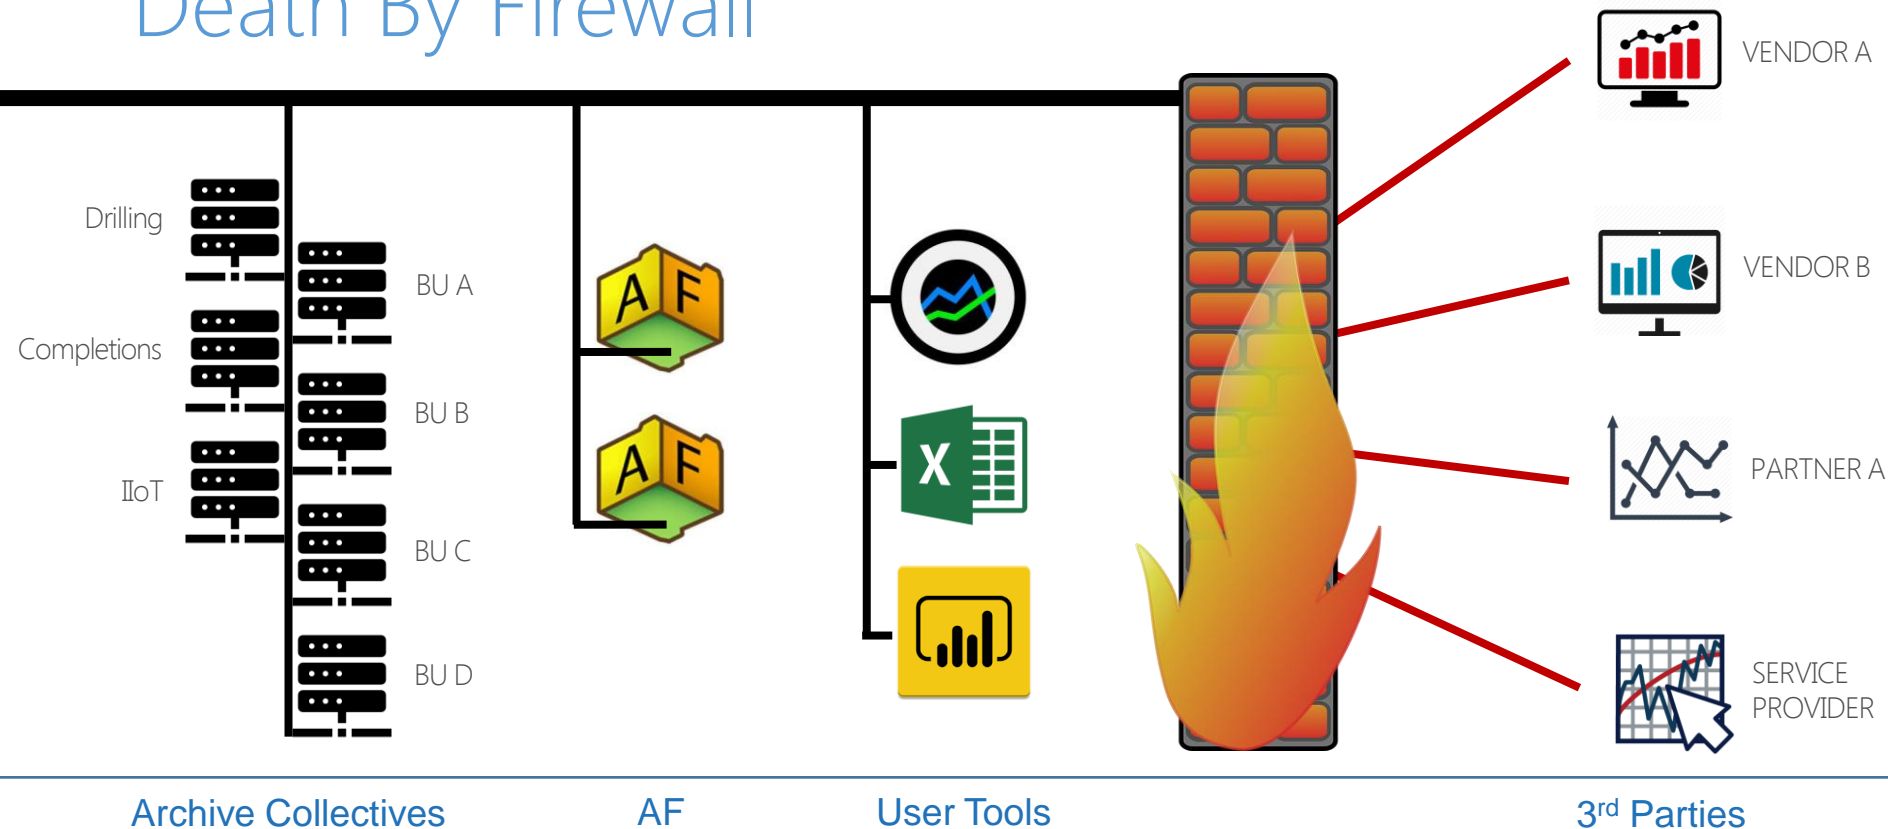 Death By Firewall
VENDOR A
Drilling
BU A
VENDOR B
A F
Completions
BU B
X
A F
PARTNER A
IIoT
BU C
BU D
SERVICE
PROVIDER
Archive Collectives
AF
User Tools
3rd Parties